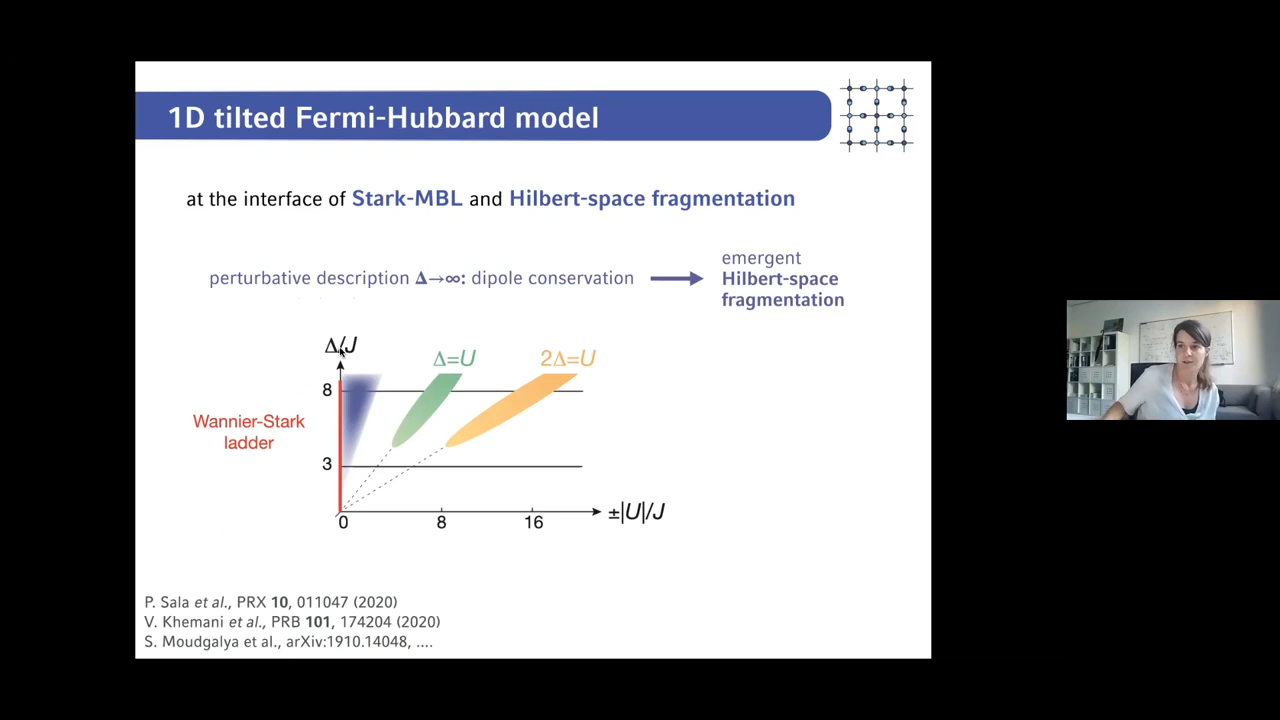 1D tilted Fermi-Hubbard model
at the interface of Stark-MBL and Hilbert-space fragmentation
perturbative description Δ→∞: dipole conservation
emergent
Hilbert-space
fragmentation
Δ/J
Δ=U
2Δ=U
8
Wannier-Stark
ladder
3
0
8
16
±|U|/J
P. Sala et al., PRX 10, 011047 (2020)
V. Khemani et al., PRB 101, 174204 (2020)
S. Moudgalya et al., arXiv:1910.14048, ....